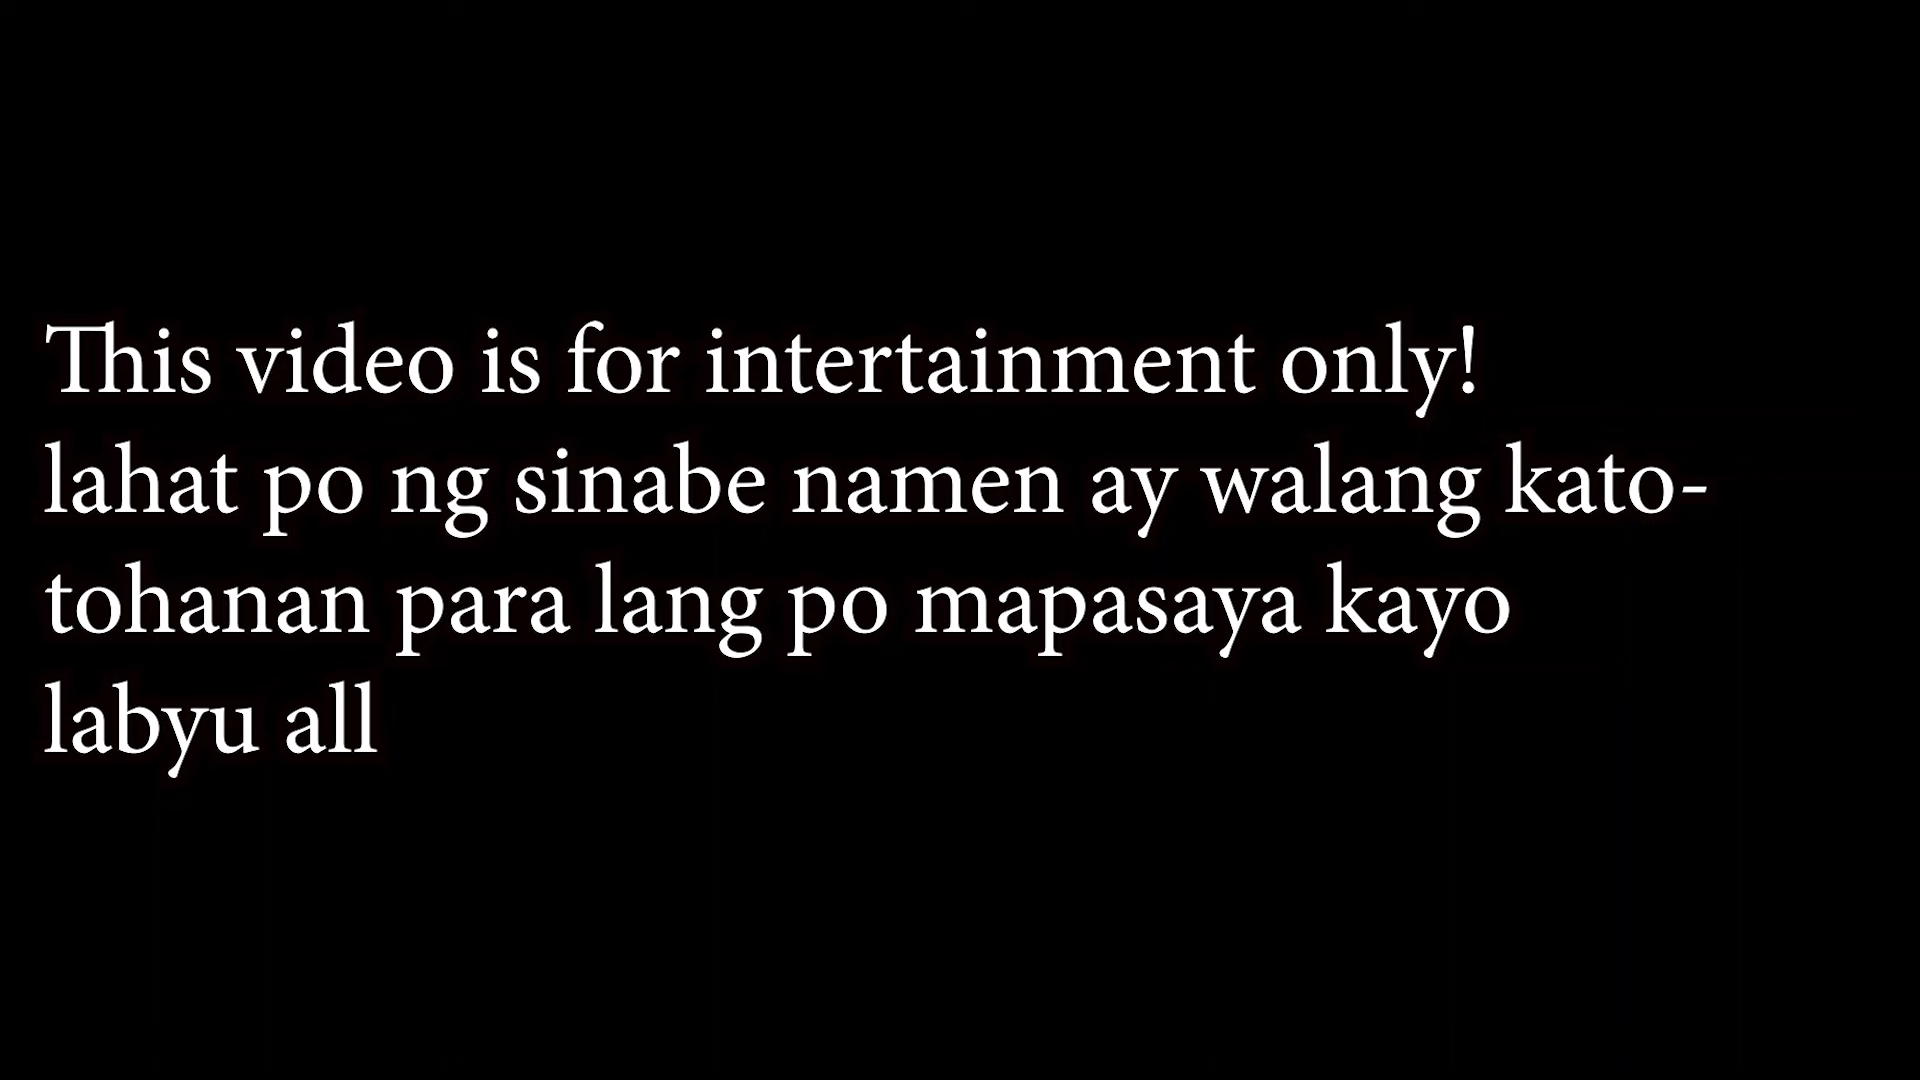 This video is for intertainment only!
lahat po ng sinabe namen ay walang kato-
tohanan para lang po mapasaya kayo
labyu all